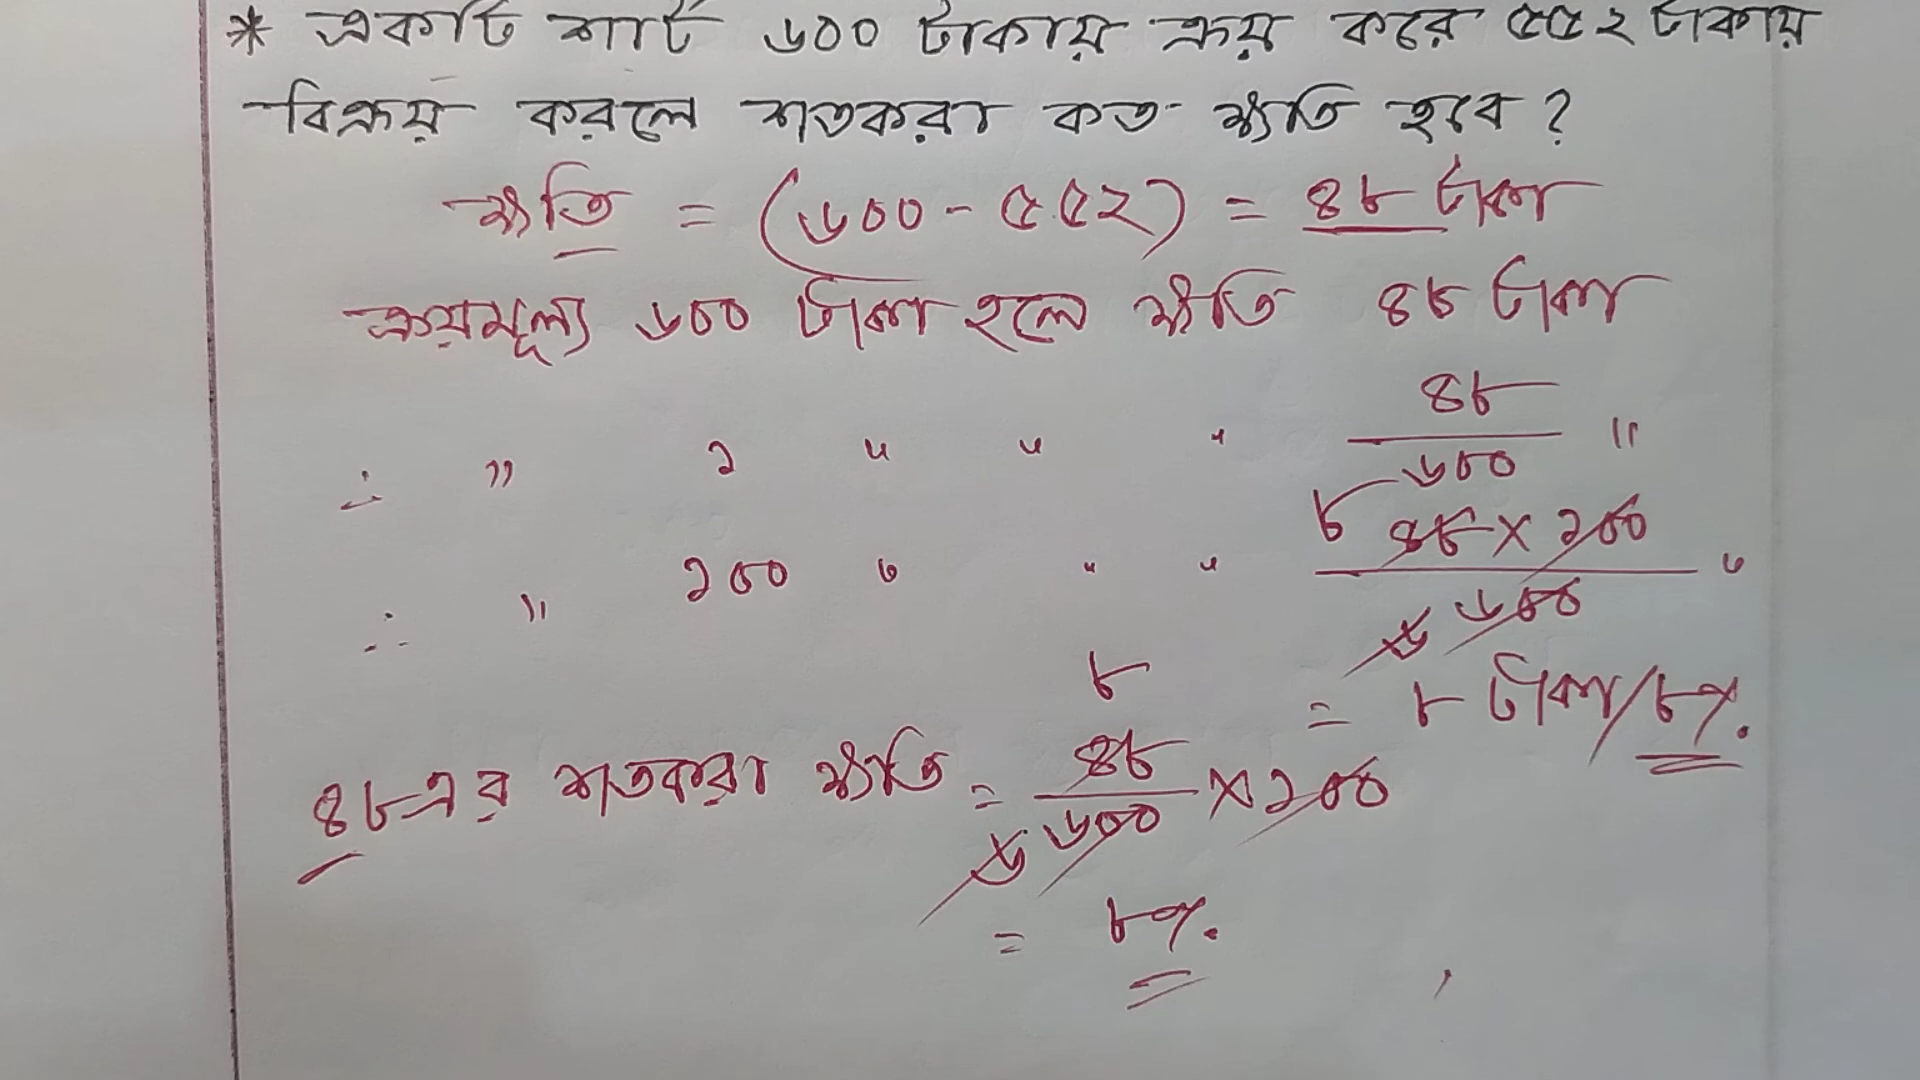 * একটি শার্ট ৬০০ টাকায় ক্রয় করে ৫৫২ টাকায়
বিক্রয় করলে শতকরা কত ক্ষতি হবে ?
ক্ষতি = (৬০০ - ৫৫২) = ৪৮ টাকা
ক্রয়মূল্য ৬০০ টাকা হলে ক্ষতি ৪৮ টাকা
∴ " ১ " " " ৪৮/৬০০ "
∴ " ১০০ " " " ৮ ৪৮ × ১০০/৬০০ ৬ "
= ৮ টাকা/৮%.
৪৮ এর শতকরা ক্ষতি = ৮ ৪৮/৬০০ ৬ × ১০০
= ৮%.